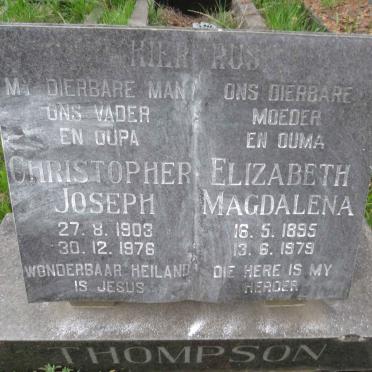 HIER RUS
MY DIERBARE MAN
ONS VADER
EN OUPA
CHRISTOPHER
JOSEPH
27. 8. 1903
30. 12. 1976
WONDERBAAR HEILAND
IS JESUS
ONS DIERBARE
MOEDER
EN OUMA
ELIZABETH
MAGDALENA
16. 5. 1895
13. 6. 1979
DIE HERE IS MY
HERDER
THOMPSON